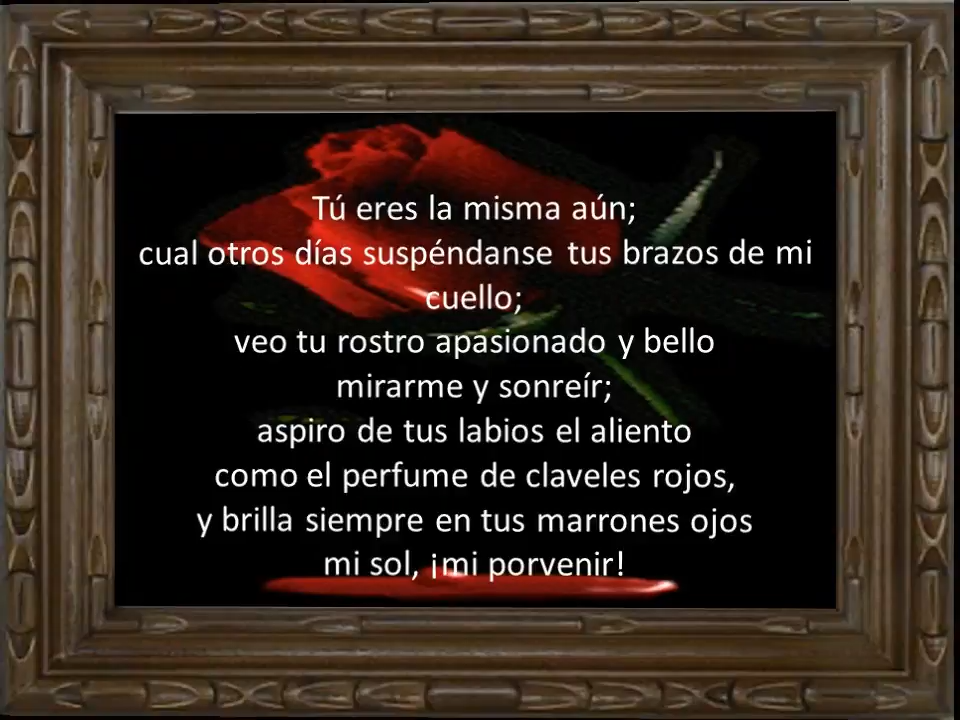 Tú eres la misma aún;
cual otros días suspéndanse tus brazos de mi
cuello;
veo tu rostro apasionado y bello
mirarme y sonreír;
aspiro de tus labios el aliento
como el perfume de claveles rojos,
y brilla siempre en tus marrones ojos
mi sol, ¡mi porvenir!